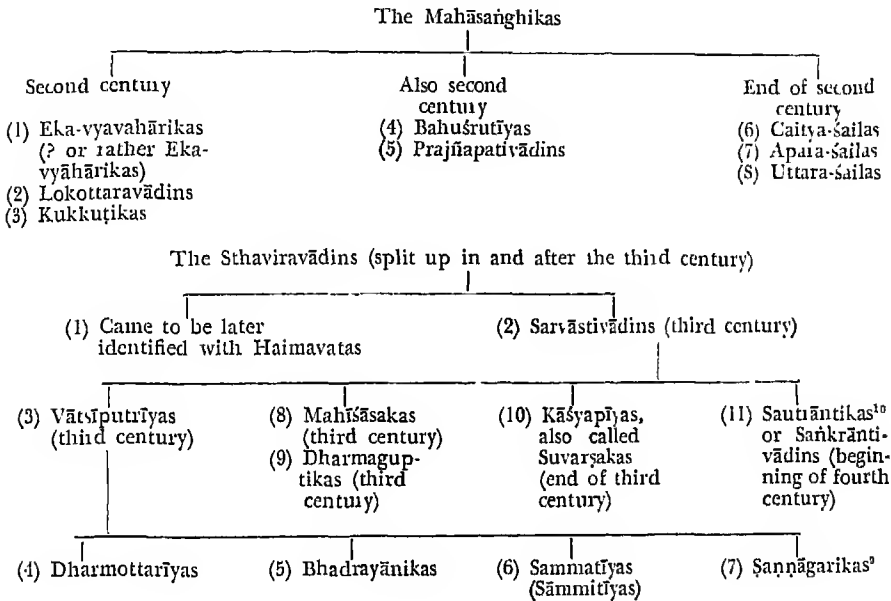 The Mahāsaṅghikas
Second century
(1) Eka-vyavahārikas
(? or rather Eka-
vyāhārikas)
(2) Lokottaravādins
(3) Kukkuṭikas
Also second
century
(4) Bahuśrutīyas
(5) Prajñapativādins
End of second
century
(6) Caitya-śailas
(7) Apara-śailas
(8) Uttara-śailas
The Sthaviravādins (split up in and after the third century)
(1) Came to be later
identified with Haimavatas
(2) Sarvāstivādins (third century)
(3) Vātsīputrīyas
(third century)
(8) Mahīśāsakas
(third century)
(9) Dharmagup-
tikas (third
century)
(10) Kāśyapīyas,
also called
Suvarṣakas
(end of third
century)
(11) Sautrāntikas¹⁰
or Saṅkrānti-
vādins (begin-
ning of fourth
century)
(4) Dharmottarīyas
(5) Bhadrayānikas
(6) Sammatīyas
(Sāmmitīyas)
(7) Ṣaṇṇāgarikas⁹